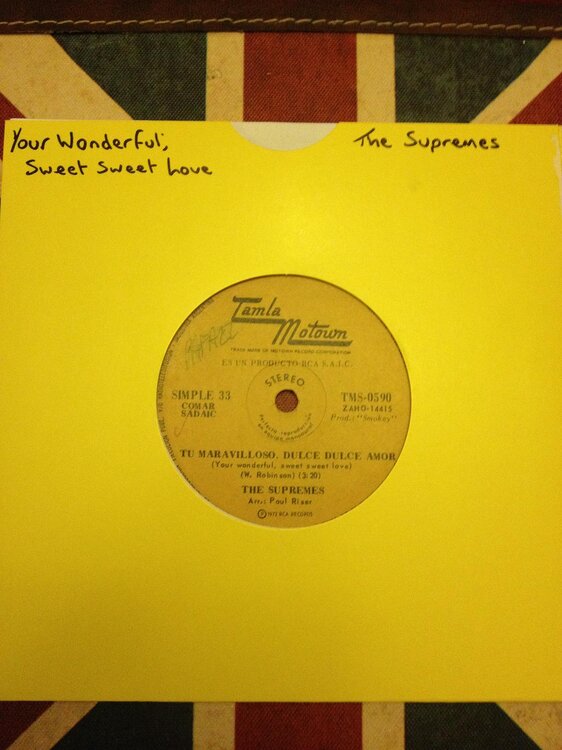 Your Wonderful,
Sweet Sweet Love
The Supremes
Tamla
Motown
TRADE MARK OF MOTOWN RECORD CORPORATION
ES UN PRODUCTO RCA S.A.I.C.
STEREO
SIMPLE 33
COMAR
SADAIC
TMS-0590
ZAHO-14415
Prod.: "Smokey"
TU MARAVILLOSO, DULCE DULCE AMOR
(Your wonderful, sweet sweet love)
(W. Robinson) (3:20)
THE SUPREMES
Arr.: Paul Riser
℗ 1972 RCA RECORDS